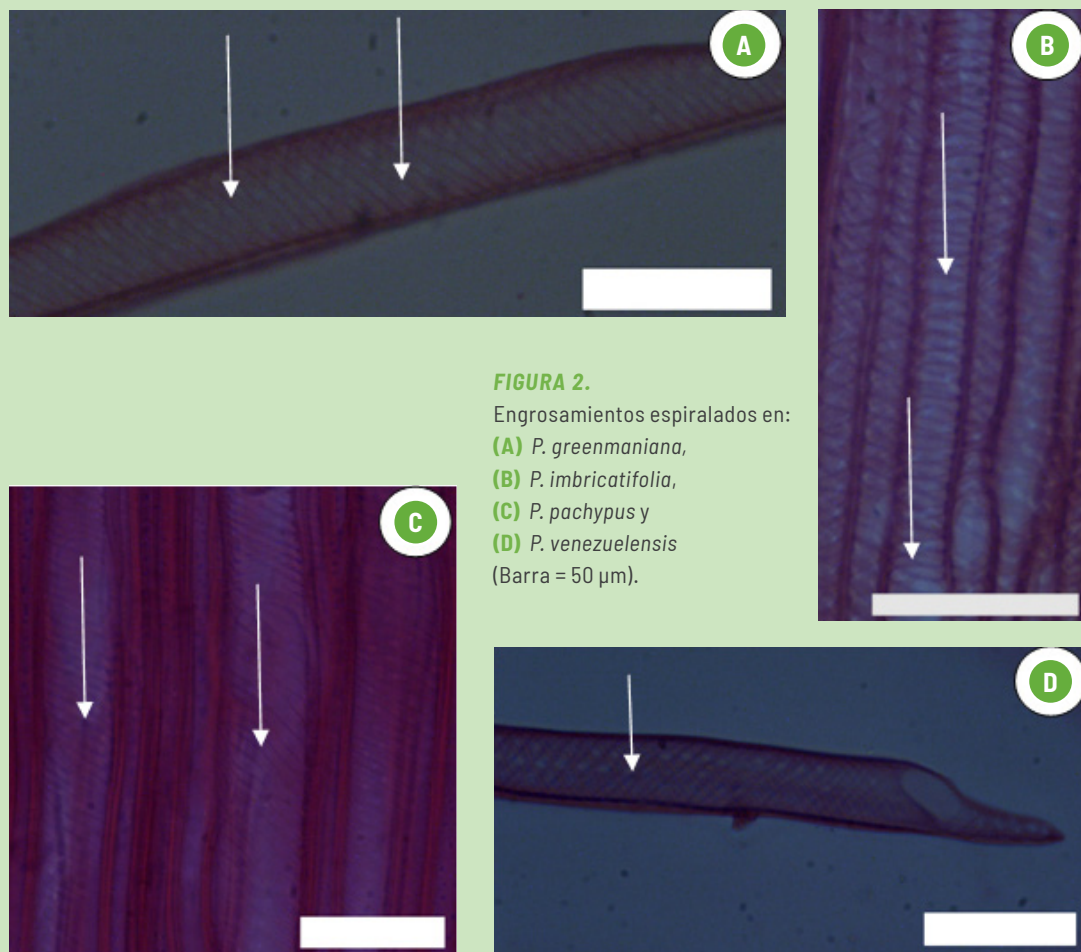 A
B
FIGURA 2.
Engrosamientos espiralados en:
(A) P. greenmaniana,
(B) P. imbricatifolia,
(C) P. pachypus y
(D) P. venezuelensis
(Barra = 50 µm).
C
D